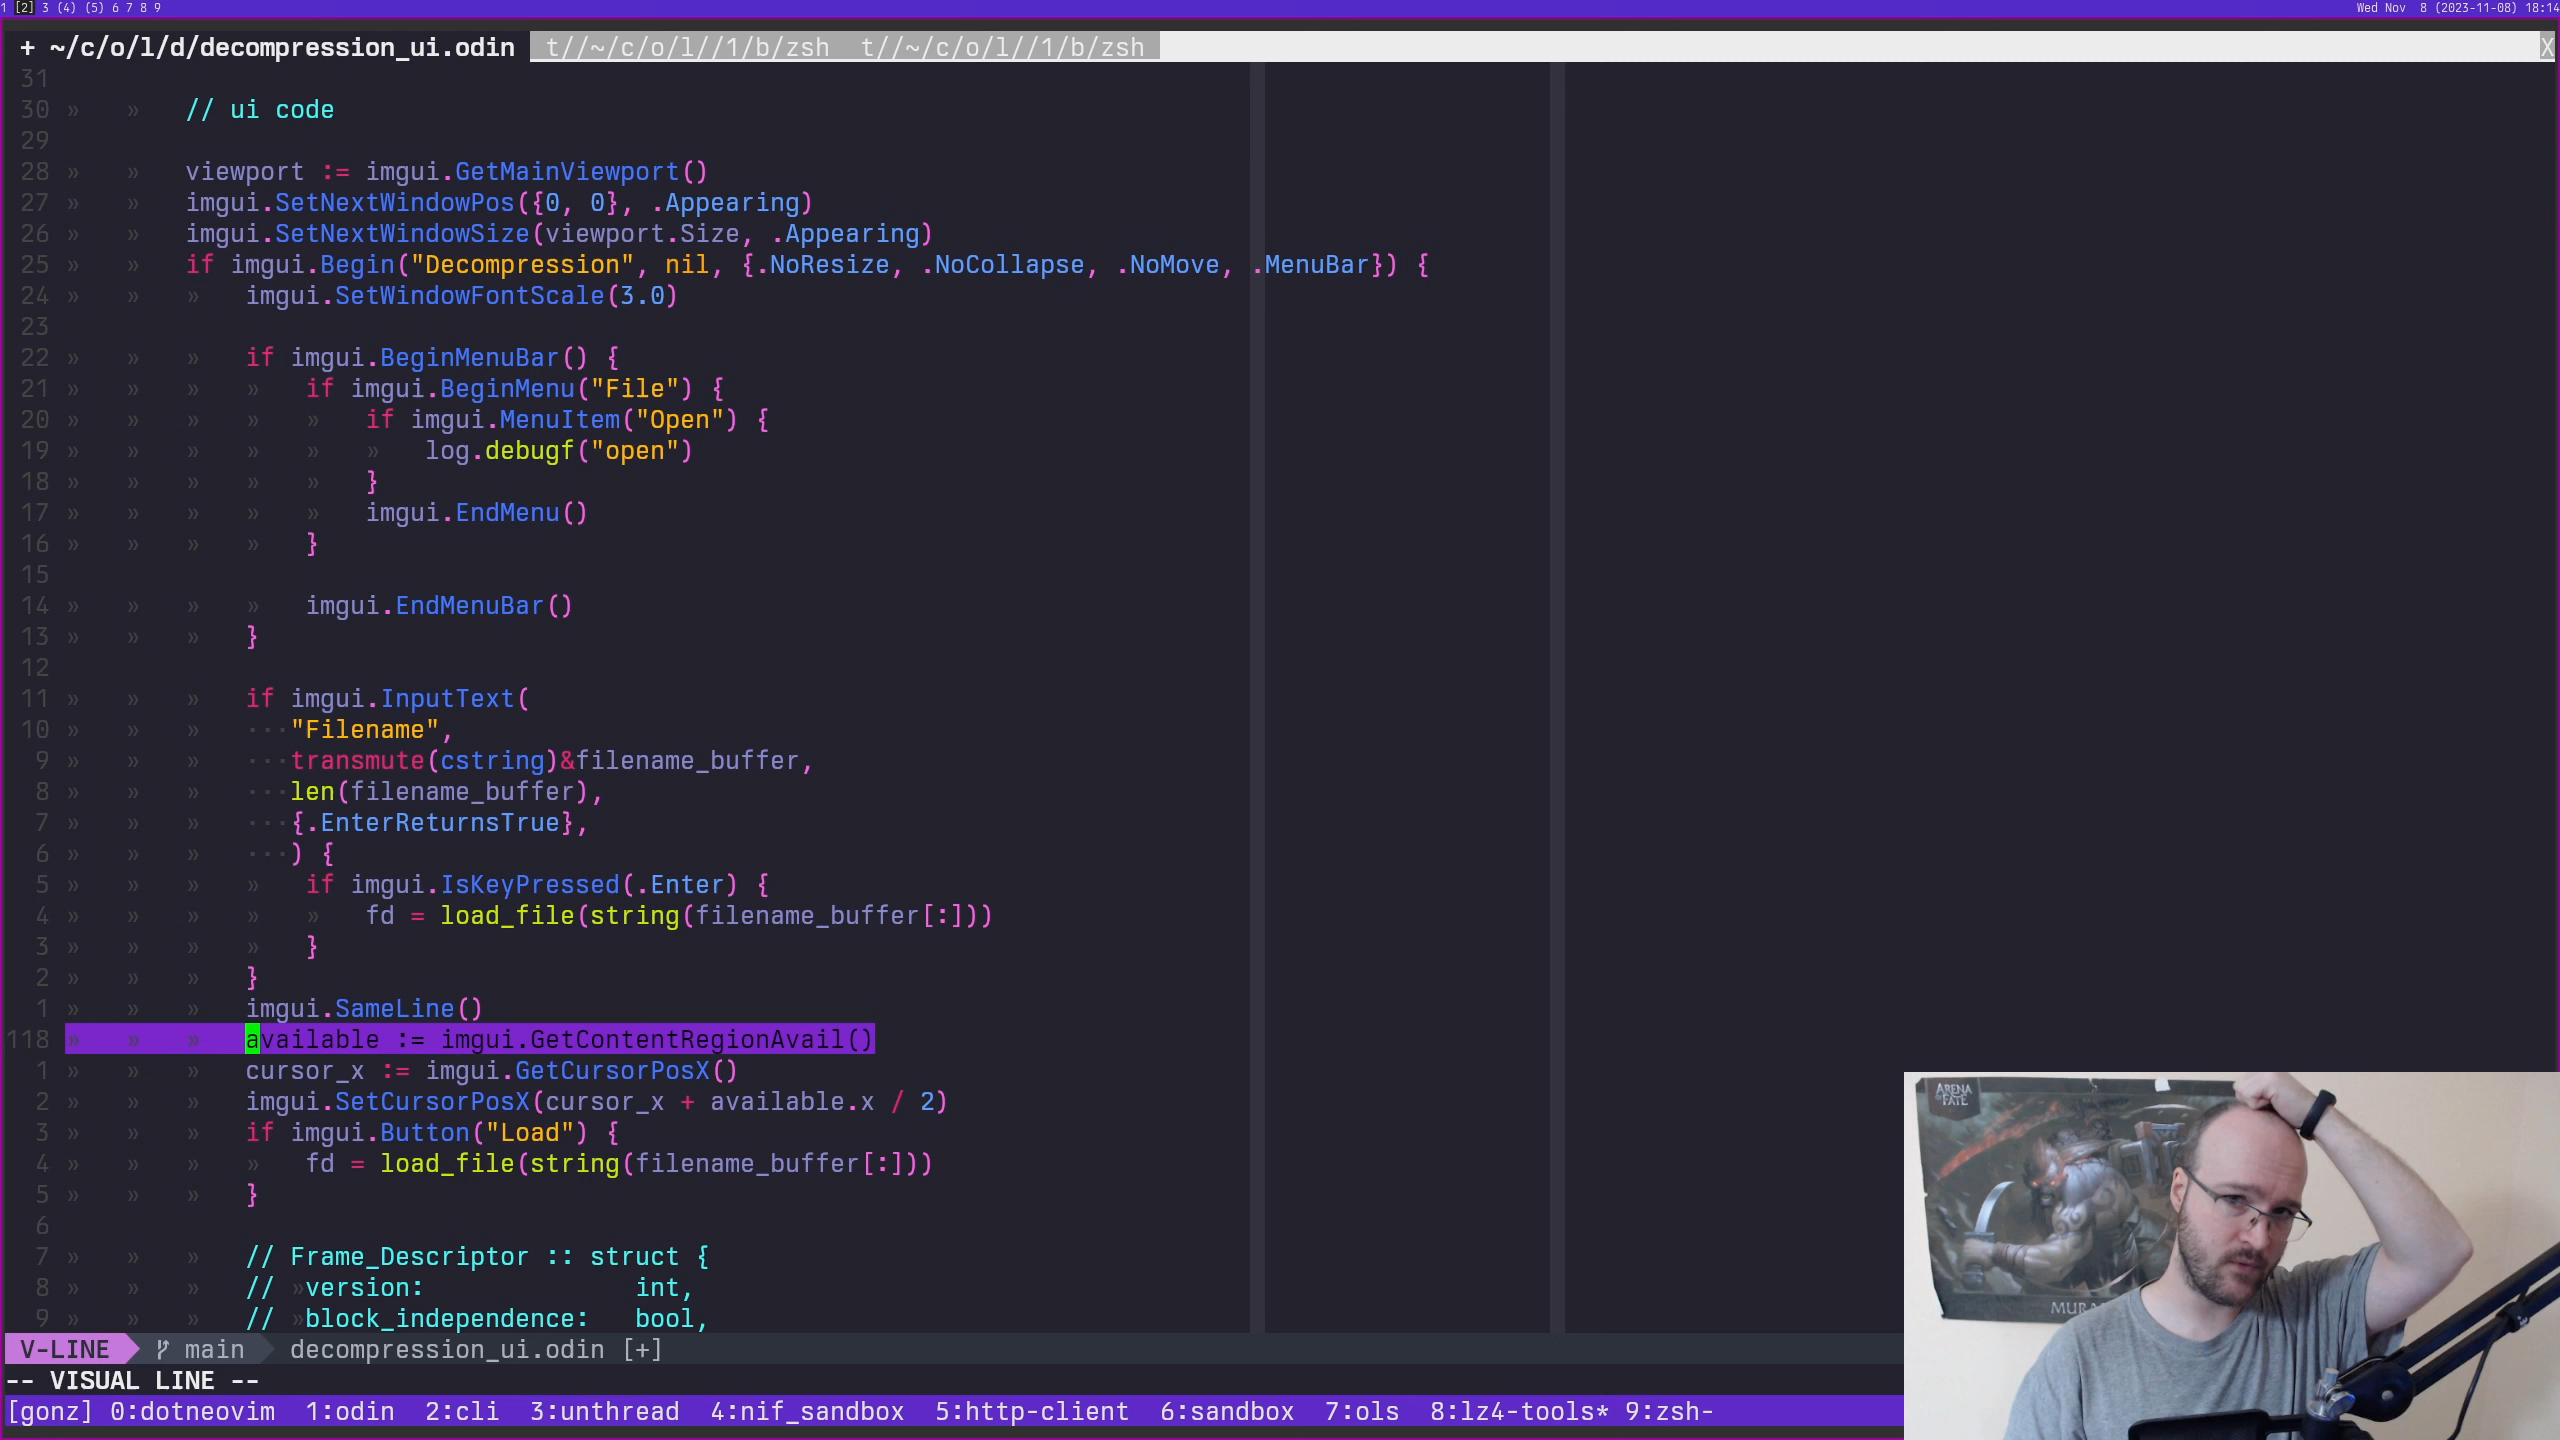 1 [2] 3 (4) (5) 6 7 8 9 Wed Nov 8 (2023-11-08) 18:14
+ ~/c/o/l/d/decompression_ui.odin t//~/c/o/l//1/b/zsh t//~/c/o/l//1/b/zsh X
31
30 » » // ui code
29
28 » » viewport := imgui.GetMainViewport()
27 » » imgui.SetNextWindowPos({0, 0}, .Appearing)
26 » » imgui.SetNextWindowSize(viewport.Size, .Appearing)
25 » » if imgui.Begin("Decompression", nil, {.NoResize, .NoCollapse, .NoMove, .MenuBar}) {
24 » » » imgui.SetWindowFontScale(3.0)
23
22 » » » if imgui.BeginMenuBar() {
21 » » » » if imgui.BeginMenu("File") {
20 » » » » » if imgui.MenuItem("Open") {
19 » » » » » » log.debugf("open")
18 » » » » » }
17 » » » » » imgui.EndMenu()
16 » » » » }
15
14 » » » » imgui.EndMenuBar()
13 » » » }
12
11 » » » if imgui.InputText(
10 » » » ···"Filename",
9 » » » ···transmute(cstring)&filename_buffer,
8 » » » ···len(filename_buffer),
7 » » » ···{.EnterReturnsTrue},
6 » » » ···) {
5 » » » » if imgui.IsKeyPressed(.Enter) {
4 » » » » » fd = load_file(string(filename_buffer[:]))
3 » » » » }
2 » » » }
1 » » » imgui.SameLine()
118 » » » available := imgui.GetContentRegionAvail()
1 » » » cursor_x := imgui.GetCursorPosX()
2 » » » imgui.SetCursorPosX(cursor_x + available.x / 2)
3 » » » if imgui.Button("Load") {
4 » » » » fd = load_file(string(filename_buffer[:]))
5 » » » }
6
7 » » » // Frame_Descriptor :: struct {
8 » » » // »version: int,
9 » » » // »block_independence: bool,
V-LINE main decompression_ui.odin [+]
-- VISUAL LINE --
[gonz] 0:dotneovim 1:odin 2:cli 3:unthread 4:nif_sandbox 5:http-client 6:sandbox 7:ols 8:lz4-tools* 9:zsh-
ARENA
FATE